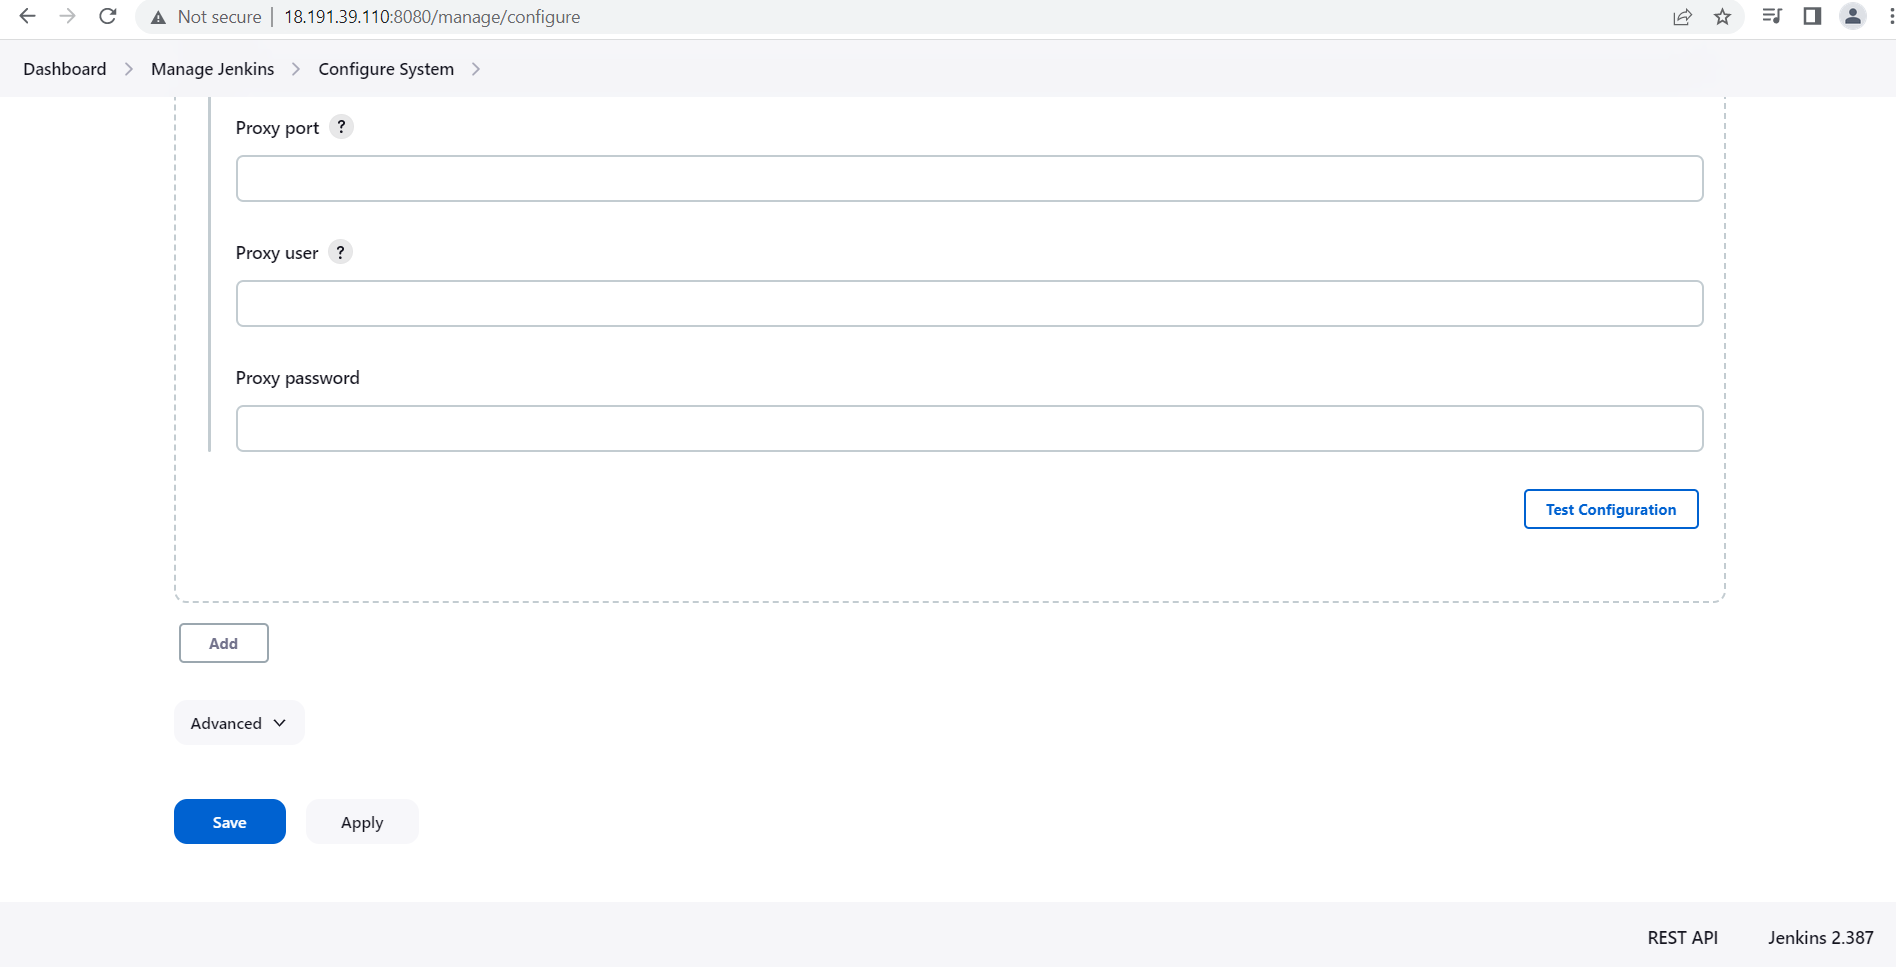 Not secure | 18.191.39.110:8080/manage/configure
Dashboard > Manage Jenkins > Configure System >
Proxy port ?
Proxy user ?
Proxy password
Test Configuration
Add
Advanced
Save Apply
REST API Jenkins 2.387